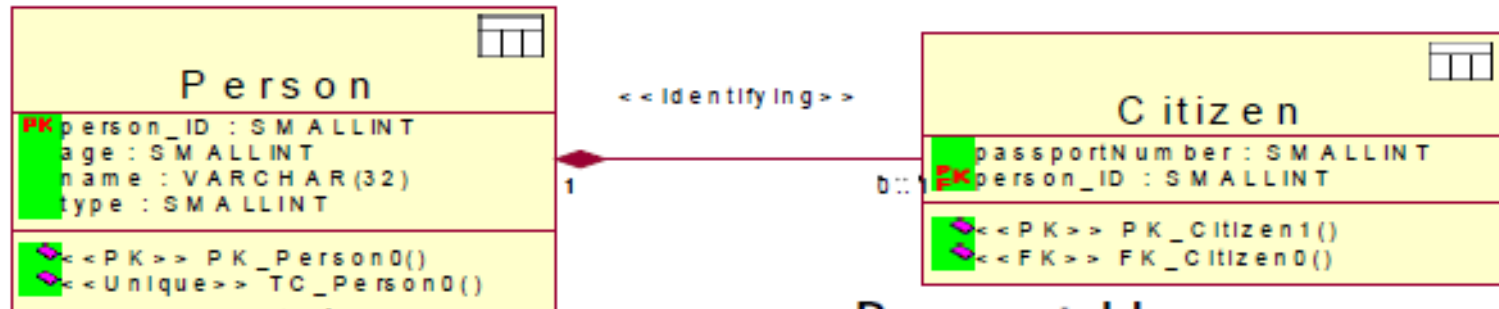 Person
PK person_ID : SMALLINT
age : SMALLINT
name : VARCHAR(32)
type : SMALLINT
<<PK>> PK_Person0()
<<Unique>> TC_Person0()
<<Identifying>>
1
Citizen
passportNumber : SMALLINT
PFK person_ID : SMALLINT
<<PK>> PK_Citizen1()
<<FK>> FK_Citizen0()